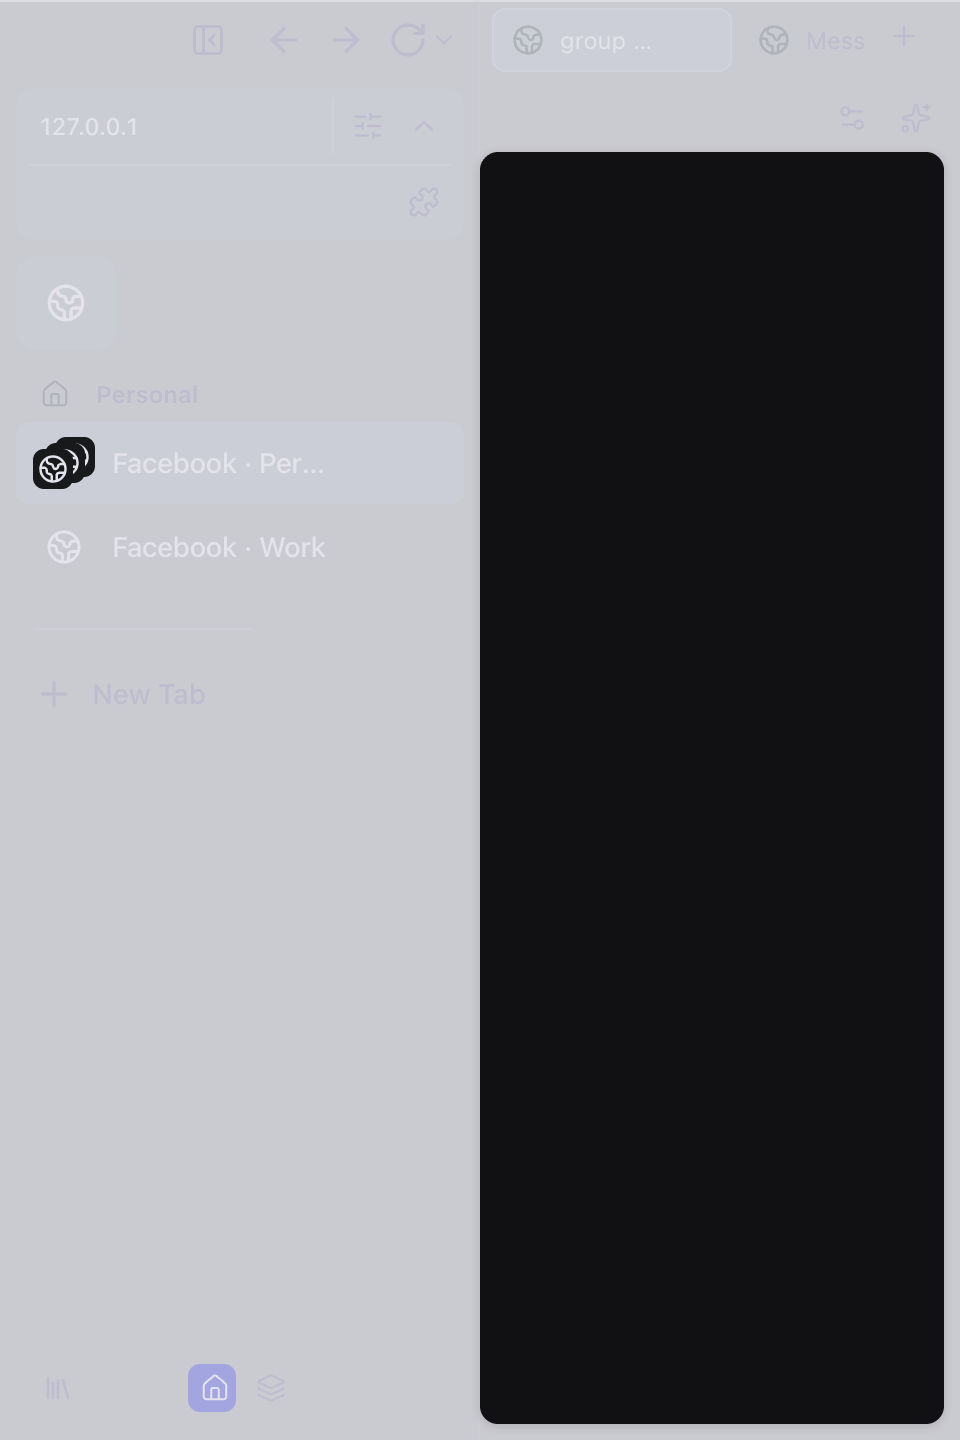 group ...
Mess
127.0.0.1
Personal
Facebook · Per...
Facebook · Work
New Tab